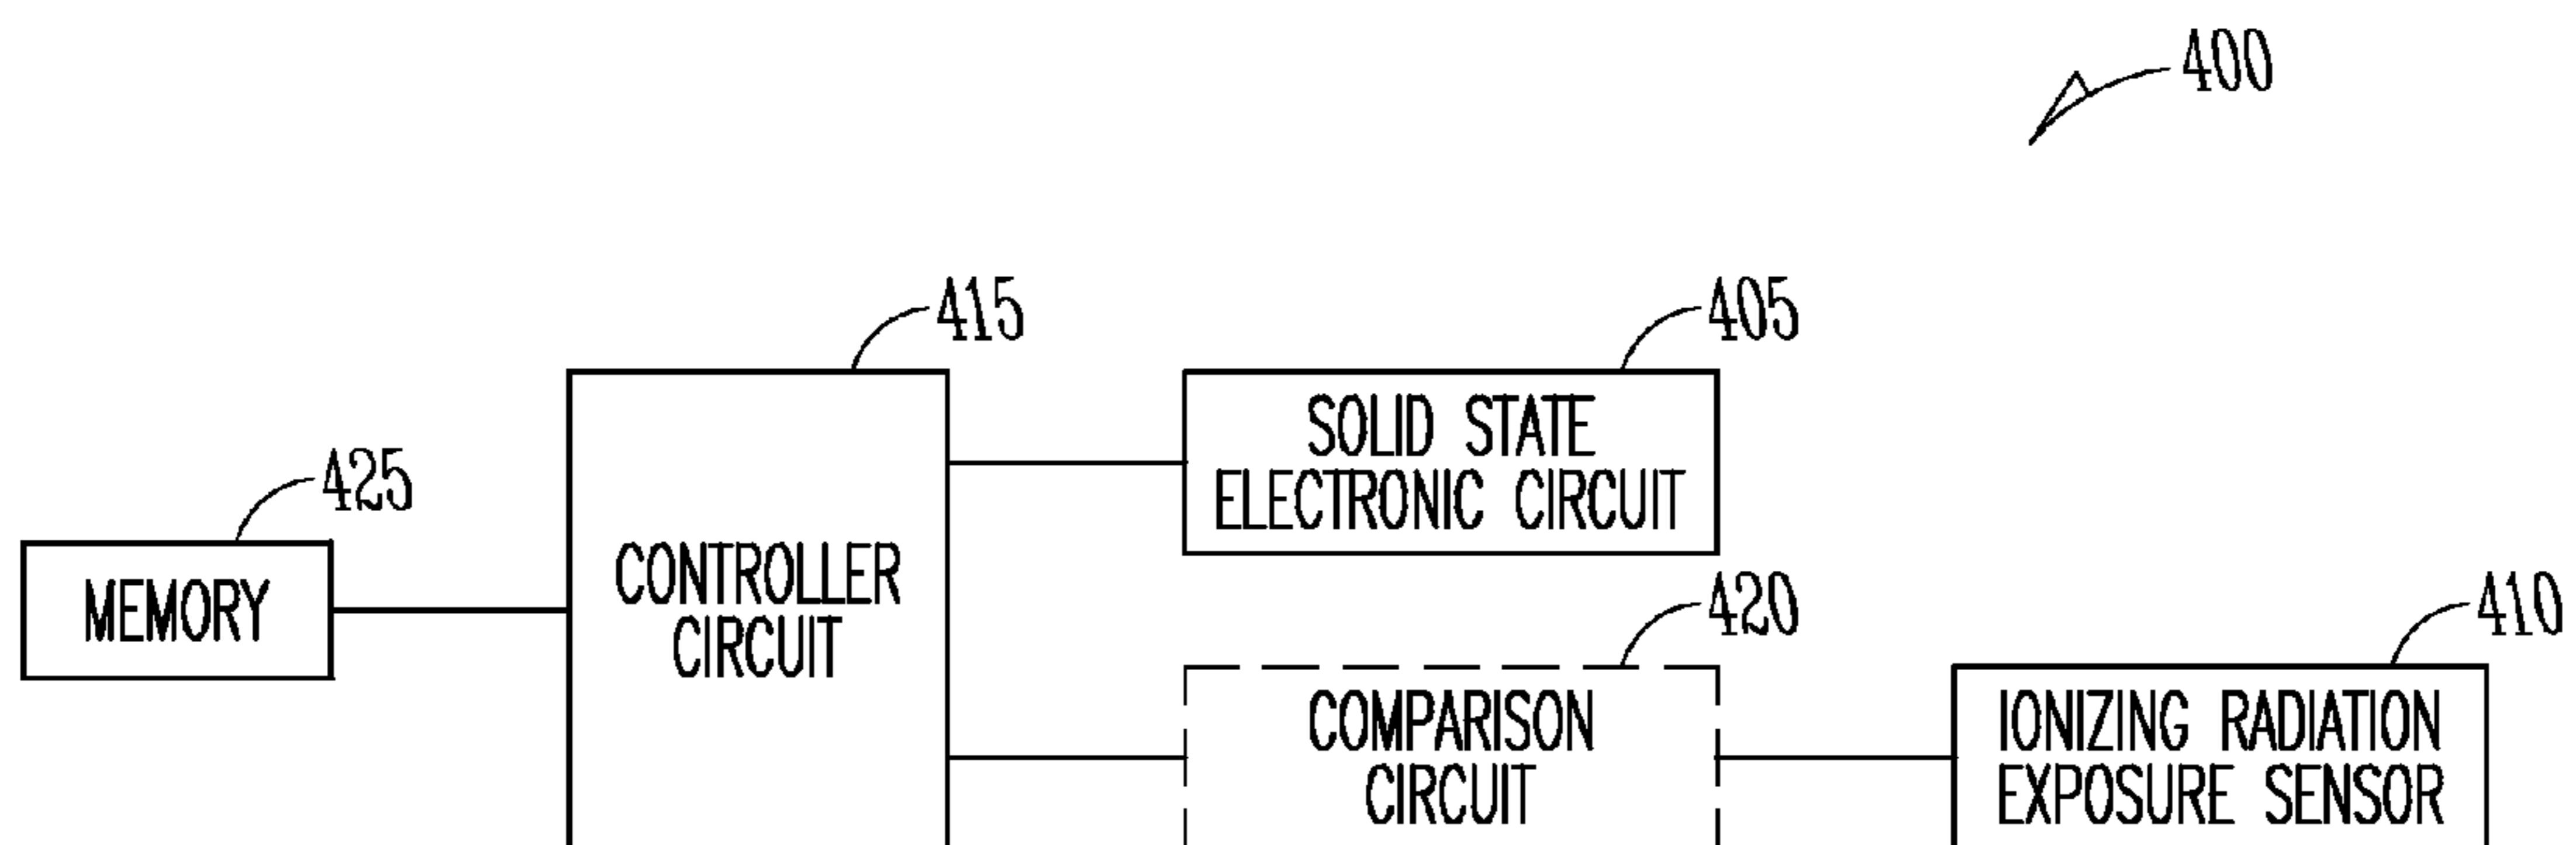 400
415
405
SOLID STATE
ELECTRONIC CIRCUIT
425
MEMORY
CONTROLLER
CIRCUIT
420
410
COMPARISON
CIRCUIT
IONIZING RADIATION
EXPOSURE SENSOR